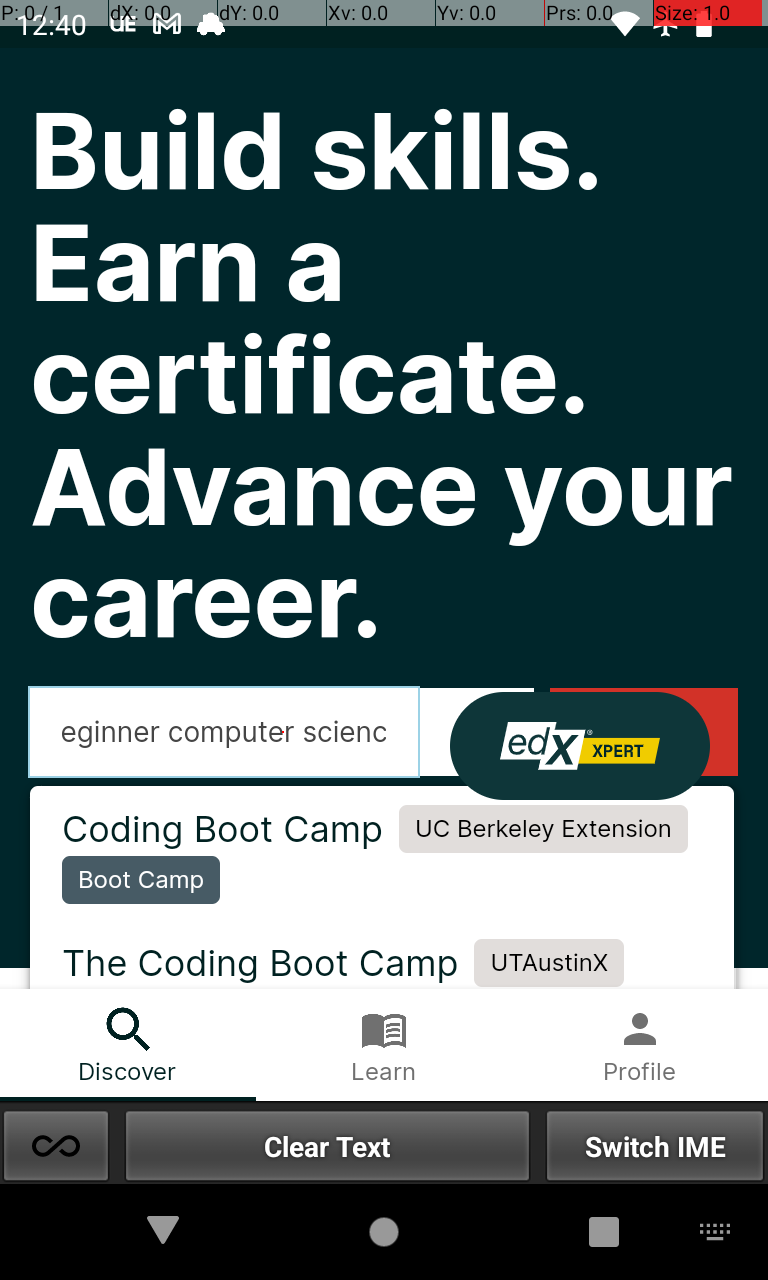 P: 0 / 1 dX: 0.0 dY: 0.0 Xv: 0.0 Yv: 0.0 Prs: 0.0 Size: 1.0
12:40
Build skills.
Earn a
certificate.
Advance your
career.
eginner computer scienc
edX XPERT
Coding Boot Camp UC Berkeley Extension
Boot Camp
The Coding Boot Camp UTAustinX
Discover Learn Profile
Clear Text Switch IME